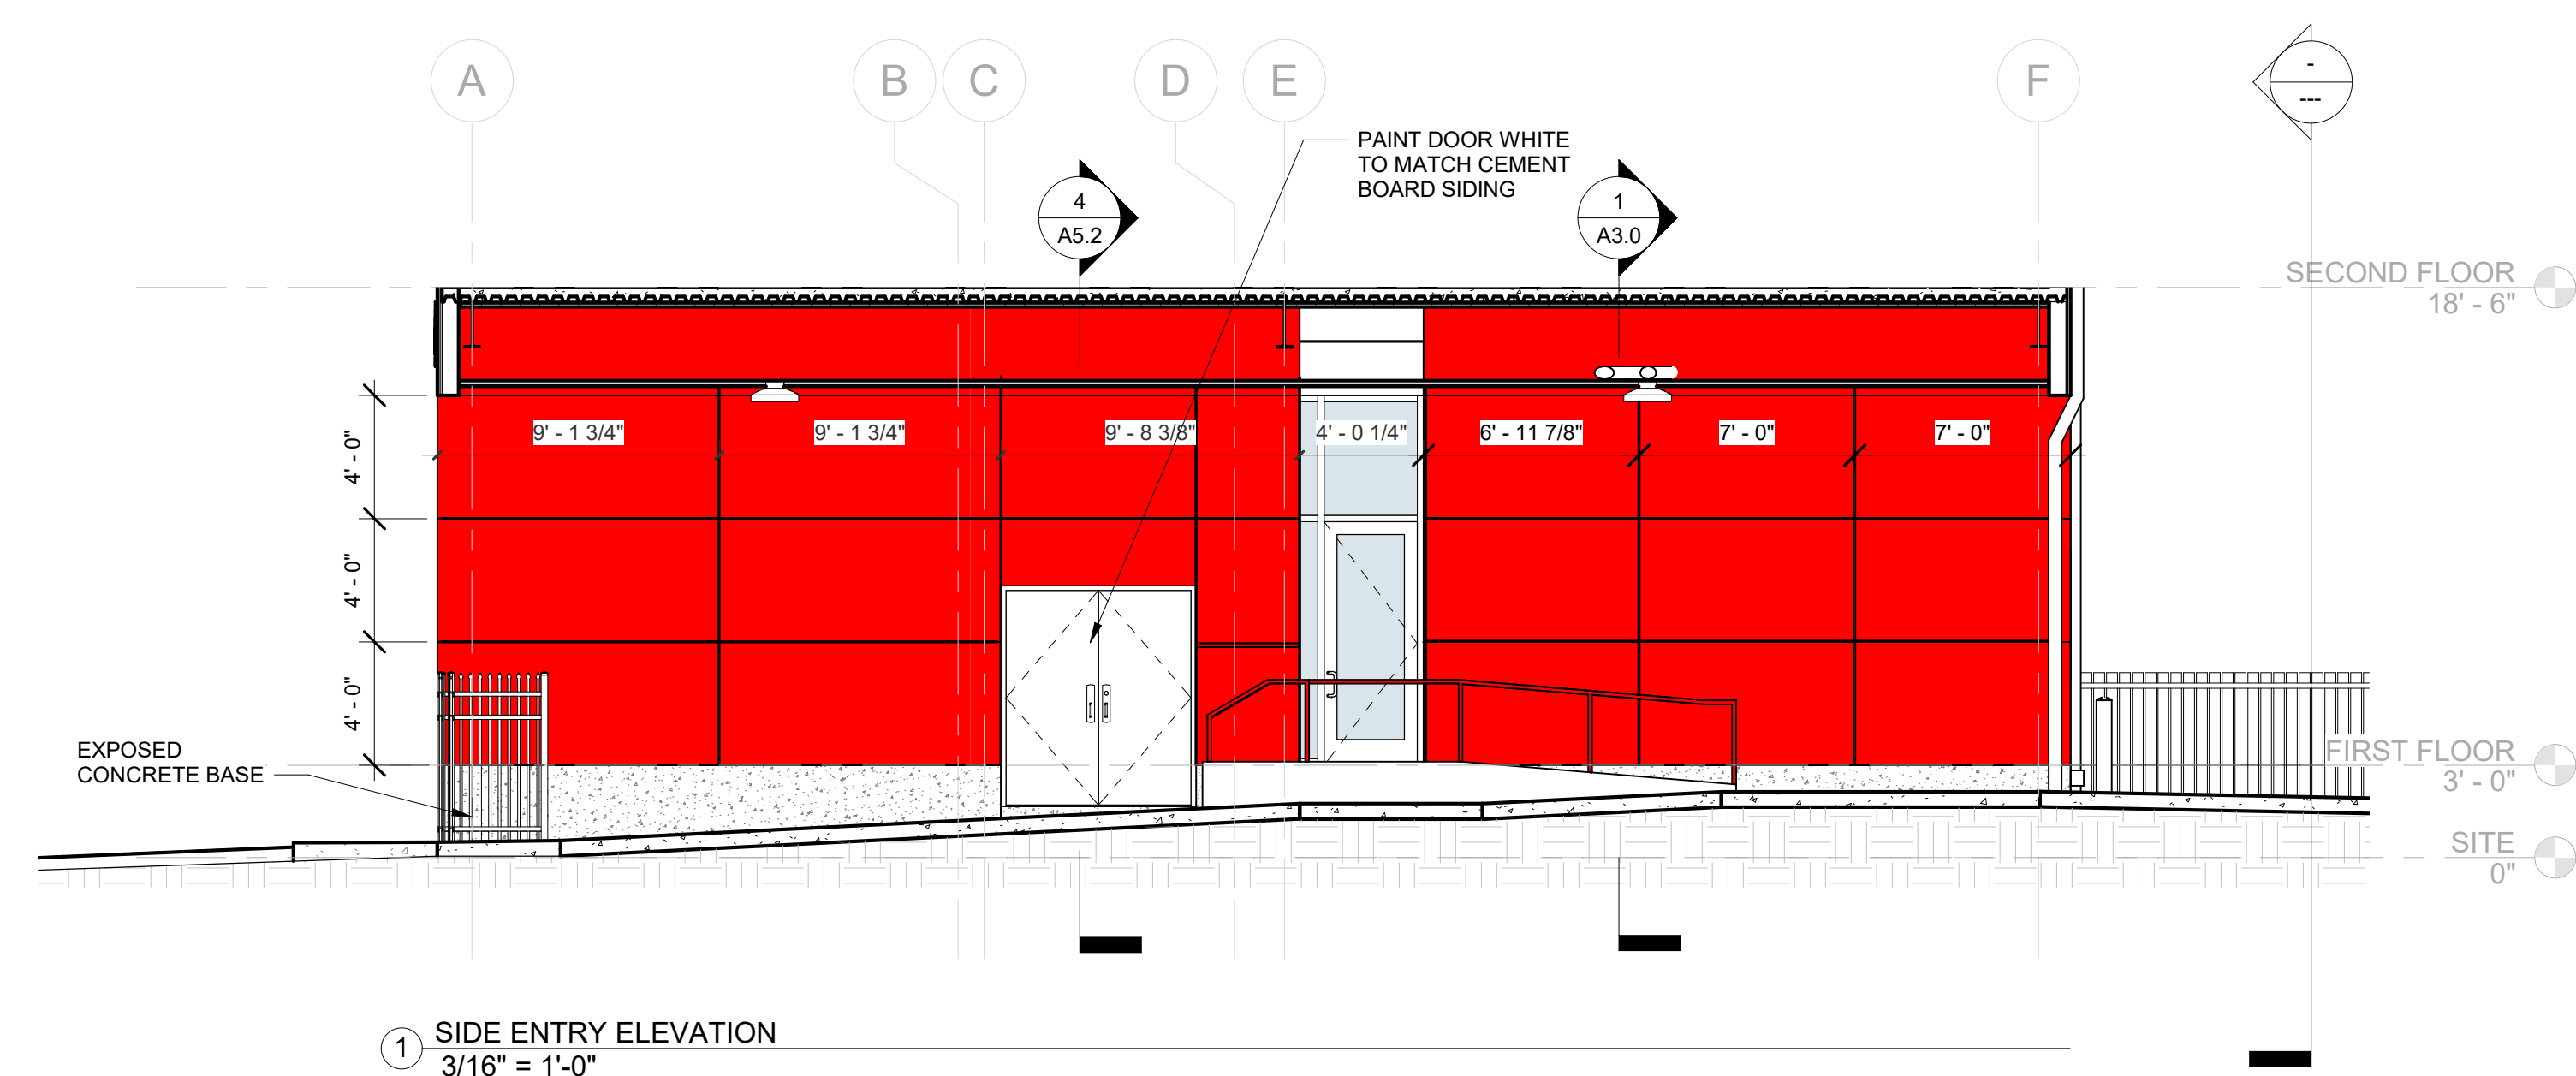 A
B
C
D
E
F
-
---
PAINT DOOR WHITE
TO MATCH CEMENT
BOARD SIDING
4
A5.2
1
A3.0
SECOND FLOOR
18' - 6"
9' - 1 3/4"
9' - 1 3/4"
9' - 8 3/8"
4' - 0 1/4"
6' - 11 7/8"
7' - 0"
7' - 0"
4' - 0"
4' - 0"
4' - 0"
EXPOSED
CONCRETE BASE
FIRST FLOOR
3' - 0"
SITE
0"
1
SIDE ENTRY ELEVATION
3/16" = 1'-0"